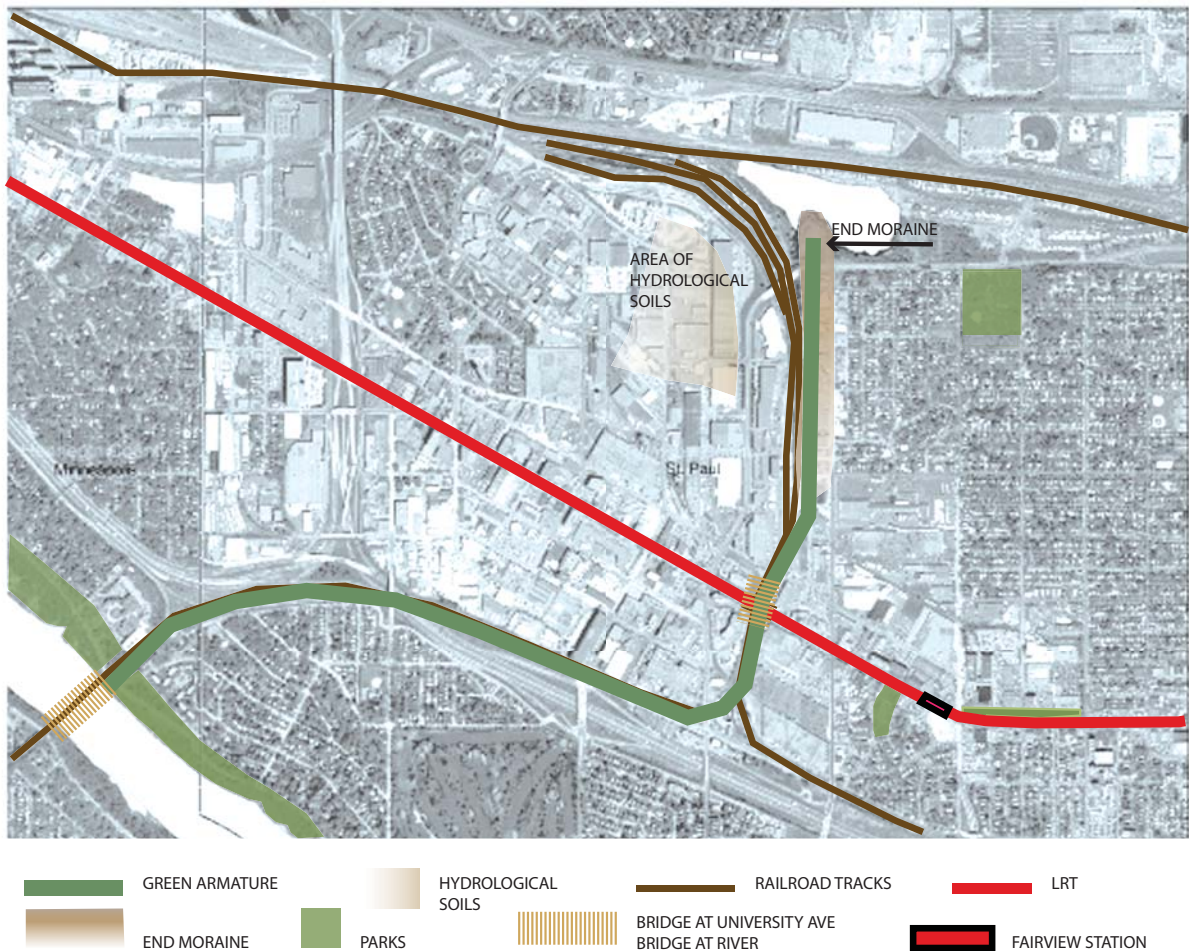 END MORAINE
AREA OF
HYDROLOGICAL
SOILS
Minneapolis
St. Paul
GREEN ARMATURE
HYDROLOGICAL
SOILS
RAILROAD TRACKS
LRT
END MORAINE
PARKS
BRIDGE AT UNIVERSITY AVE
BRIDGE AT RIVER
FAIRVIEW STATION